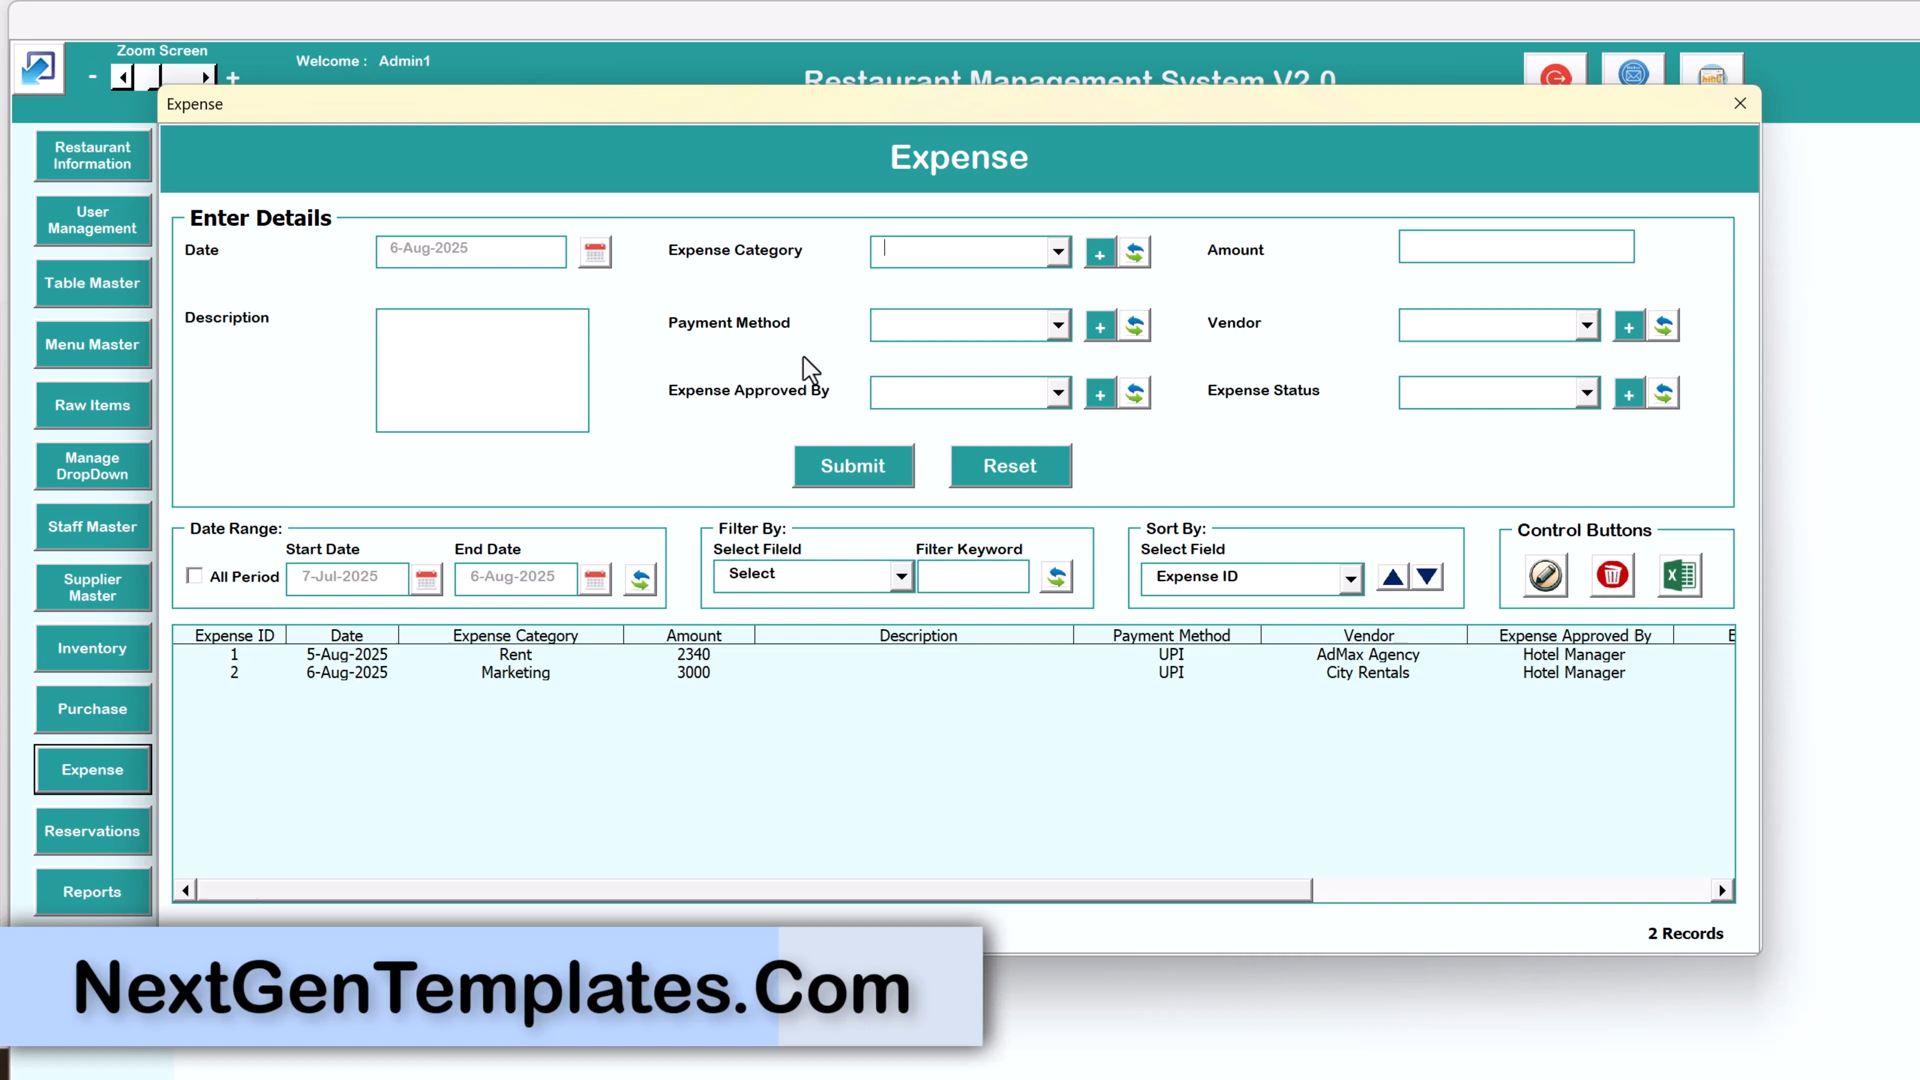 Zoom Screen
- +
Welcome : Admin1
Restaurant Management System V2.0
Expense
Expense
Restaurant
Information
User
Management
Table Master
Menu Master
Raw Items
Manage
DropDown
Staff Master
Supplier
Master
Inventory
Purchase
Expense
Reservations
Reports
Enter Details
Date 6-Aug-2025 Expense Category + Amount
Description Payment Method + Vendor +
Expense Approved By + Expense Status +
Submit Reset
Date Range: Filter By: Sort By: Control Buttons
Start Date End Date Select Fileld Filter Keyword Select Field
All Period 7-Jul-2025 6-Aug-2025 Select Expense ID
Expense ID Date Expense Category Amount Description Payment Method Vendor Expense Approved By E
1 5-Aug-2025 Rent 2340 UPI AdMax Agency Hotel Manager
2 6-Aug-2025 Marketing 3000 UPI City Rentals Hotel Manager
2 Records
NextGenTemplates.Com